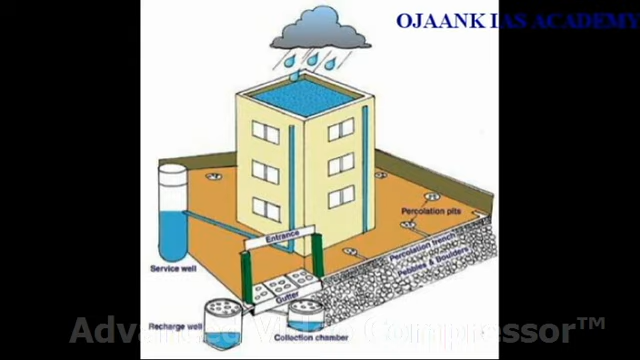 OJAANK IAS ACADEMY
Percolation pits
Entrance
Percolation trench
Pebbles & Boulders
Service well
Gutter
Recharge well
Collection chamber
Advanced Video Compressor™